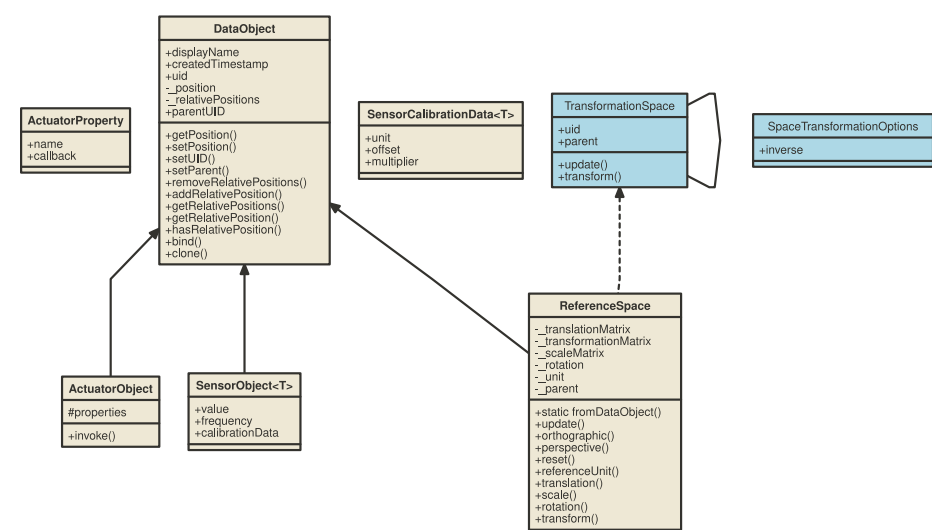 DataObject
+displayName
+createdTimestamp
+uid
-_position
-_relativePositions
+parentUID
+getPosition()
+setPosition()
+setUID()
+setParent()
+removeRelativePositions()
+addRelativePosition()
+getRelativePositions()
+getRelativePosition()
+hasRelativePosition()
+bind()
+clone()
ActuatorProperty
+name
+callback
SensorCalibrationData<T>
+unit
+offset
+multiplier
TransformationSpace
+uid
+parent
+update()
+transform()
SpaceTransformationOptions
+inverse
ActuatorObject
#properties
+invoke()
SensorObject<T>
+value
+frequency
+calibrationData
ReferenceSpace
-_translationMatrix
-_transformationMatrix
-_scaleMatrix
-_rotation
-_unit
-_parent
+static fromDataObject()
+update()
+orthographic()
+perspective()
+reset()
+referenceUnit()
+translation()
+scale()
+rotation()
+transform()